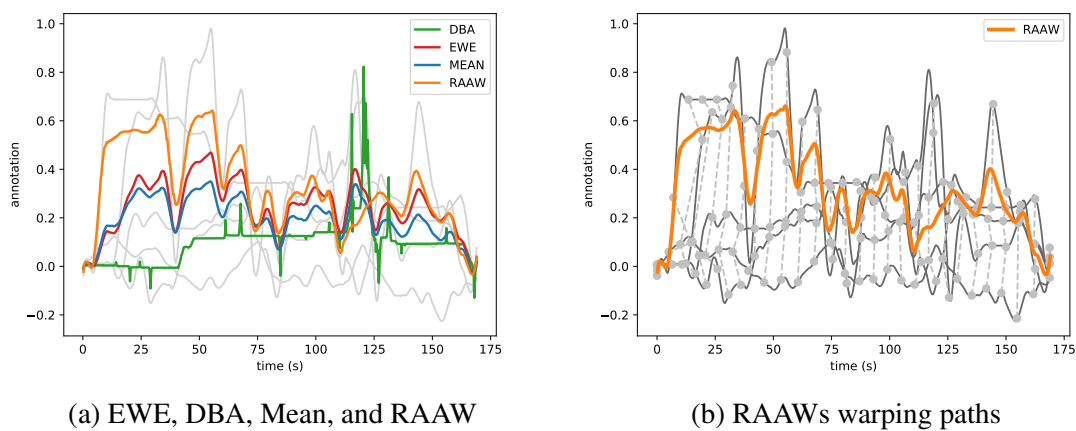 1.0
0.8
0.6
0.4
0.2
0.0
−0.2
annotation
0 25 50 75 100 125 150 175
time (s)
DBA
EWE
MEAN
RAAW
(a) EWE, DBA, Mean, and RAAW
1.0
0.8
0.6
0.4
0.2
0.0
−0.2
annotation
0 25 50 75 100 125 150 175
time (s)
RAAW
(b) RAAWs warping paths